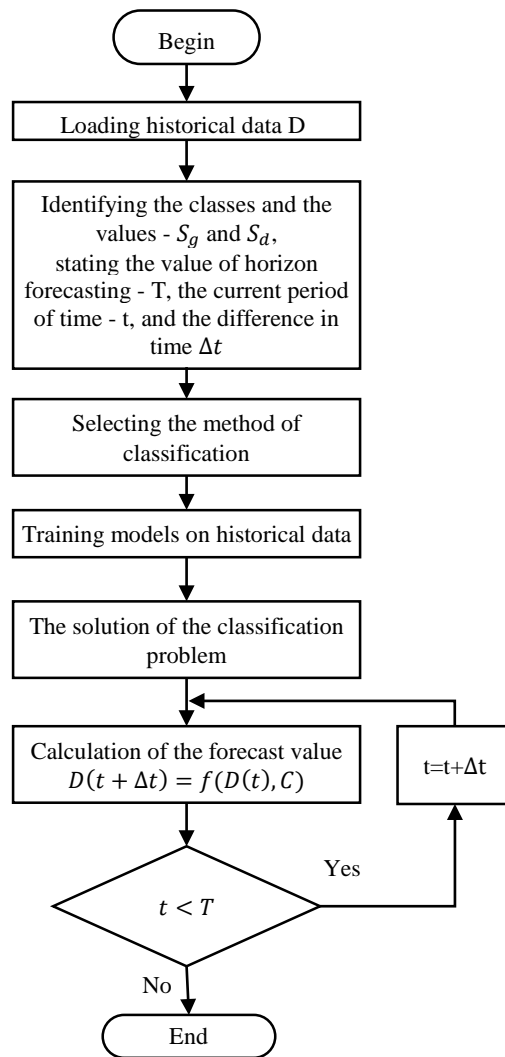 Begin
Loading historical data D
Identifying the classes and the
values - S_g and S_d,
stating the value of horizon
forecasting - T, the current period
of time - t, and the difference in
time Δt
Selecting the method of
classification
Training models on historical data
The solution of the classification
problem
Calculation of the forecast value
D(t + Δt) = f(D(t), C)
t=t+Δt
Yes
t < T
No
End